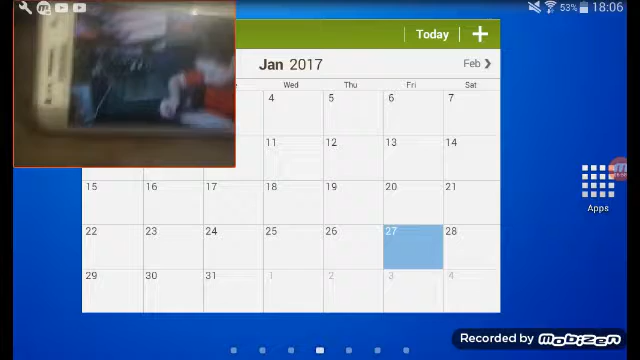 53% 18:06
Today +
Jan 2017
Feb
Wed Thu Fri Sat
4 5 6 7
11 12 13 14
15 16 17 18 19 20 21
22 23 24 25 26 27 28
29 30 31 1 2 3 4
Apps
Recorded by Mobizen